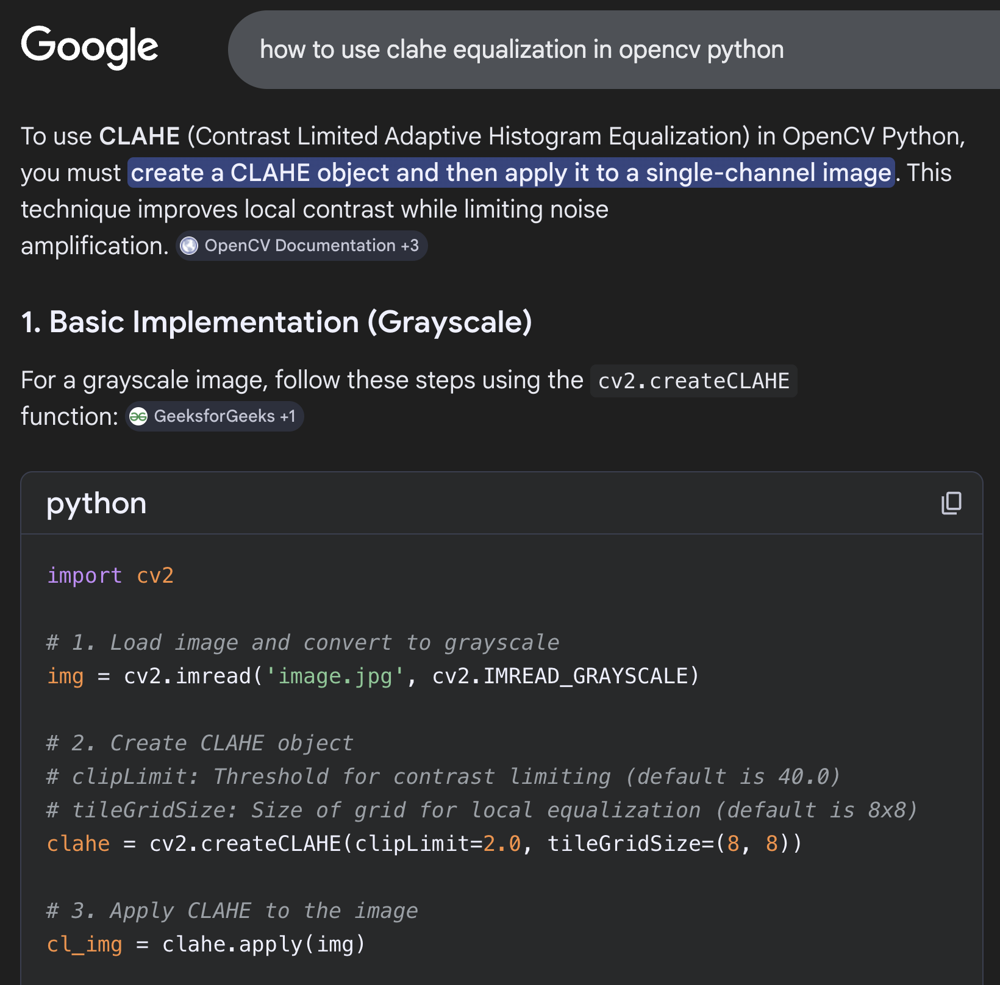 Google
how to use clahe equalization in opencv python
To use CLAHE (Contrast Limited Adaptive Histogram Equalization) in OpenCV Python,
you must create a CLAHE object and then apply it to a single-channel image. This
technique improves local contrast while limiting noise
amplification. OpenCV Documentation +3
1. Basic Implementation (Grayscale)
For a grayscale image, follow these steps using the cv2.createCLAHE
function: GeeksforGeeks +1
python
import cv2
# 1. Load image and convert to grayscale
img = cv2.imread('image.jpg', cv2.IMREAD_GRAYSCALE)
# 2. Create CLAHE object
# clipLimit: Threshold for contrast limiting (default is 40.0)
# tileGridSize: Size of grid for local equalization (default is 8x8)
clahe = cv2.createCLAHE(clipLimit=2.0, tileGridSize=(8, 8))
# 3. Apply CLAHE to the image
cl_img = clahe.apply(img)